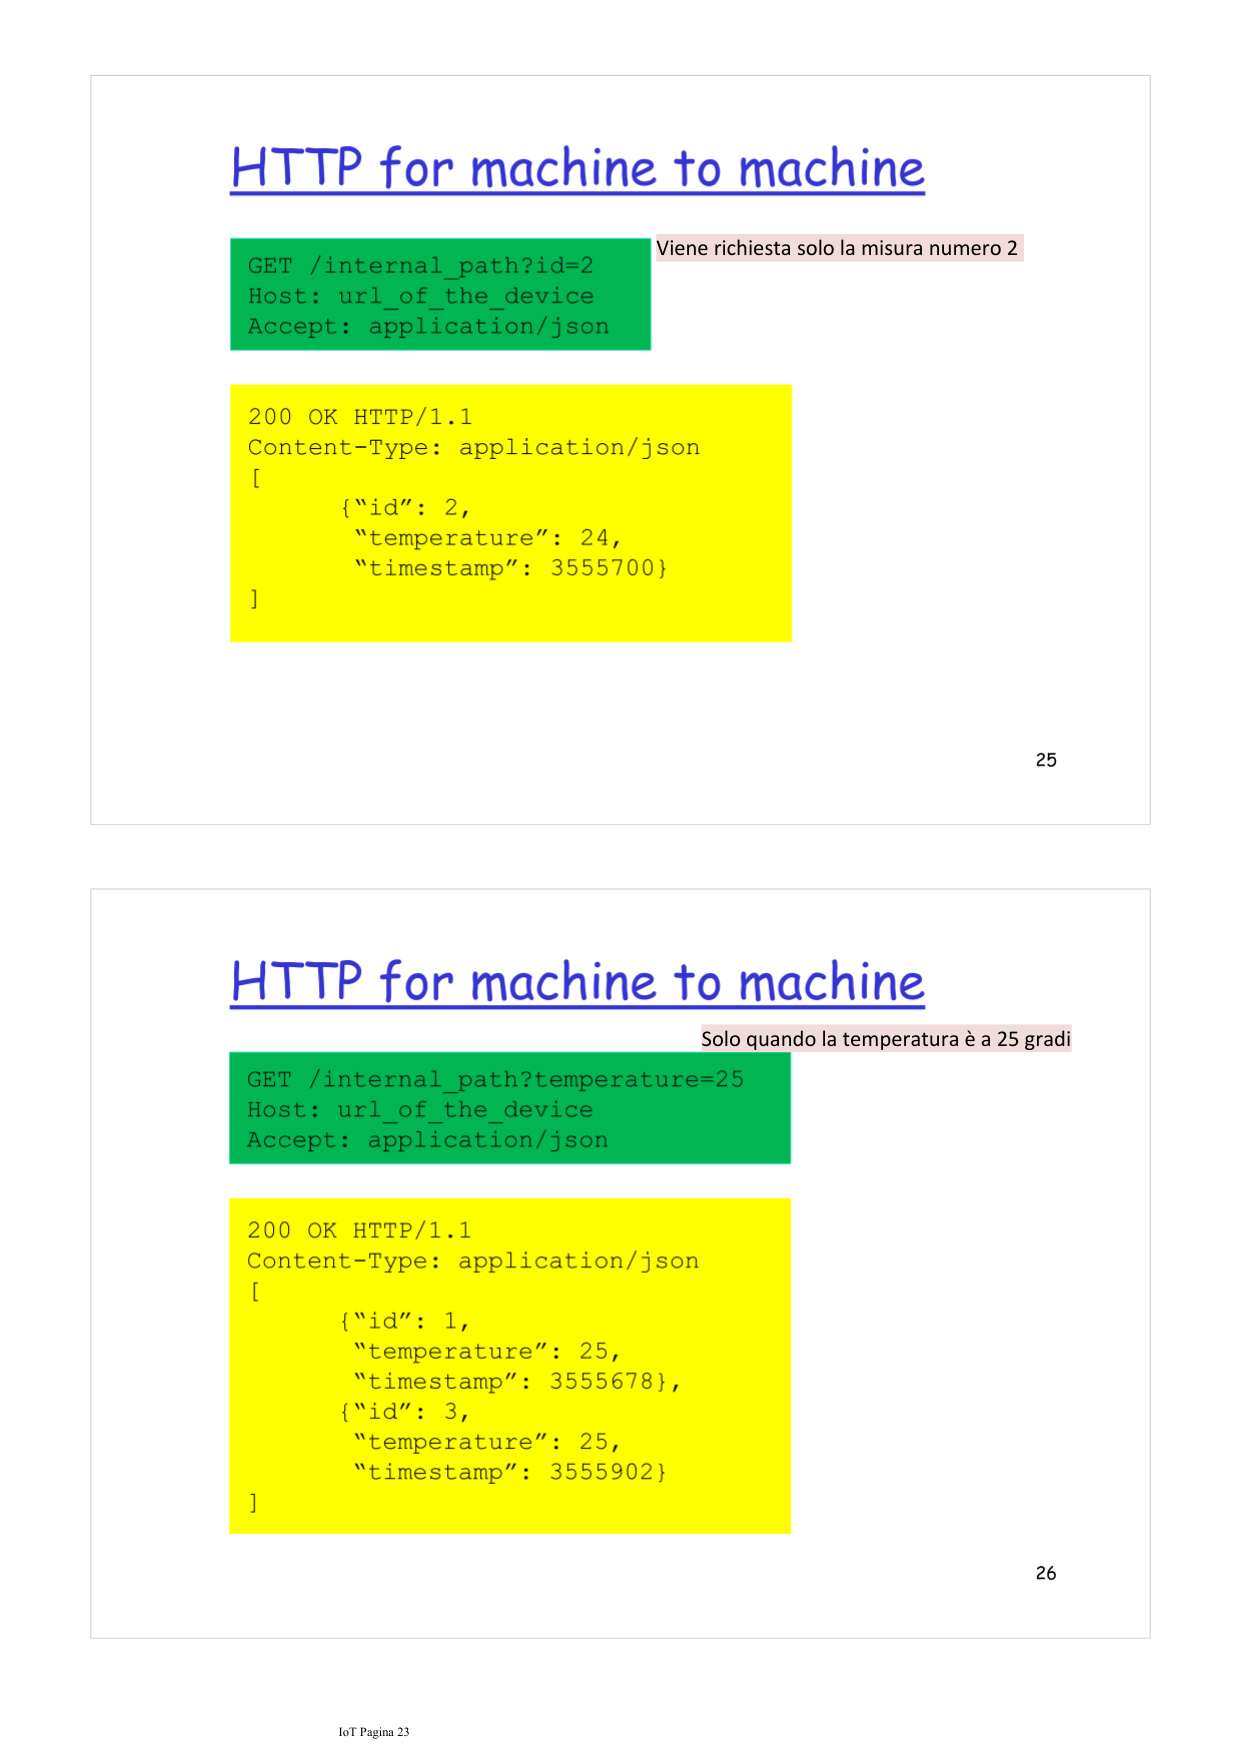 HTTP for machine to machine
Viene richiesta solo la misura numero 2
GET /internal_path?id=2
Host: url_of_the_device
Accept: application/json
200 OK HTTP/1.1
Content-Type: application/json
[
{“id”: 2,
“temperature”: 24,
“timestamp”: 3555700}
]
25
HTTP for machine to machine
Solo quando la temperatura è a 25 gradi
GET /internal_path?temperature=25
Host: url_of_the_device
Accept: application/json
200 OK HTTP/1.1
Content-Type: application/json
[
{“id”: 1,
“temperature”: 25,
“timestamp”: 3555678},
{“id”: 3,
“temperature”: 25,
“timestamp”: 3555902}
]
26
IoT Pagina 23